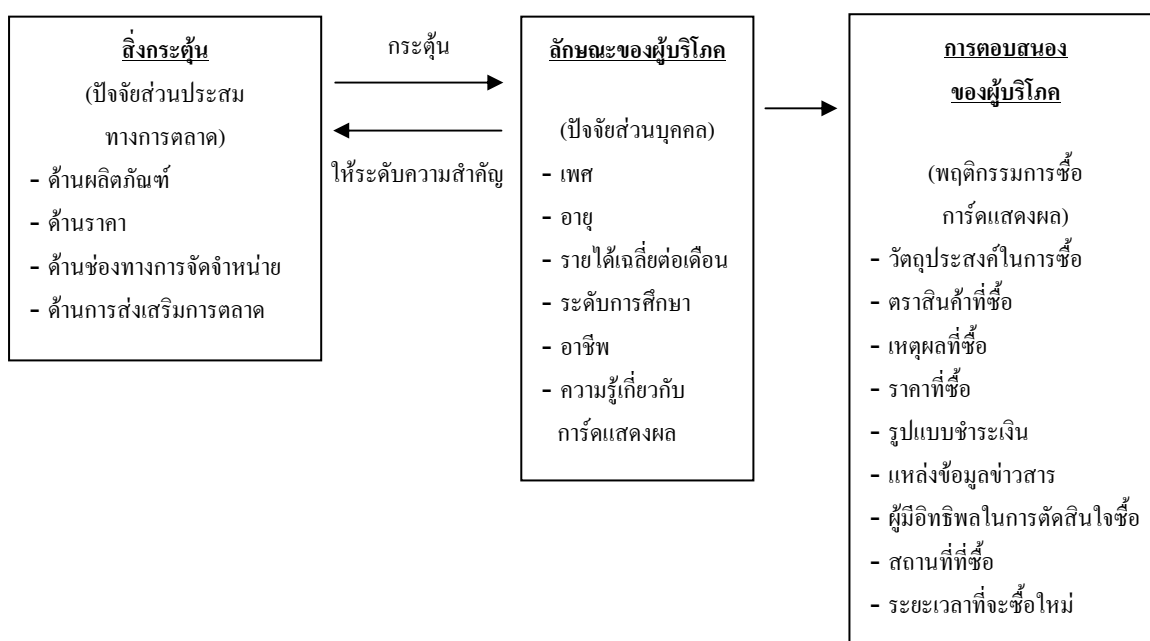 สิ่งกระตุ้น
(ปัจจัยส่วนประสม
ทางการตลาด)
- ด้านผลิตภัณฑ์
- ด้านราคา
- ด้านช่องทางการจัดจำหน่าย
- ด้านการส่งเสริมการตลาด
กระตุ้น
ให้ระดับความสำคัญ
ลักษณะของผู้บริโภค
(ปัจจัยส่วนบุคคล)
- เพศ
- อายุ
- รายได้เฉลี่ยต่อเดือน
- ระดับการศึกษา
- อาชีพ
- ความรู้เกี่ยวกับ
การ์ดแสดงผล
การตอบสนอง
ของผู้บริโภค
(พฤติกรรมการซื้อ
การ์ดแสดงผล)
- วัตถุประสงค์ในการซื้อ
- ตราสินค้าที่ซื้อ
- เหตุผลที่ซื้อ
- ราคาที่ซื้อ
- รูปแบบชำระเงิน
- แหล่งข้อมูลข่าวสาร
- ผู้มีอิทธิพลในการตัดสินใจซื้อ
- สถานที่ที่ซื้อ
- ระยะเวลาที่จะซื้อใหม่